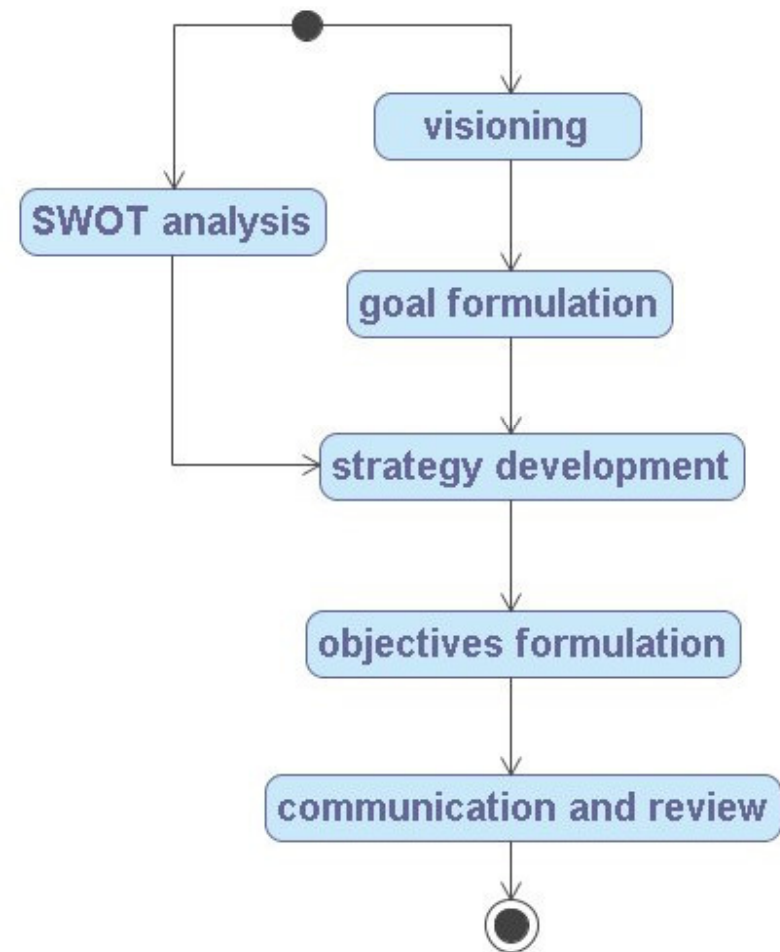 visioning
SWOT analysis
goal formulation
strategy development
objectives formulation
communication and review